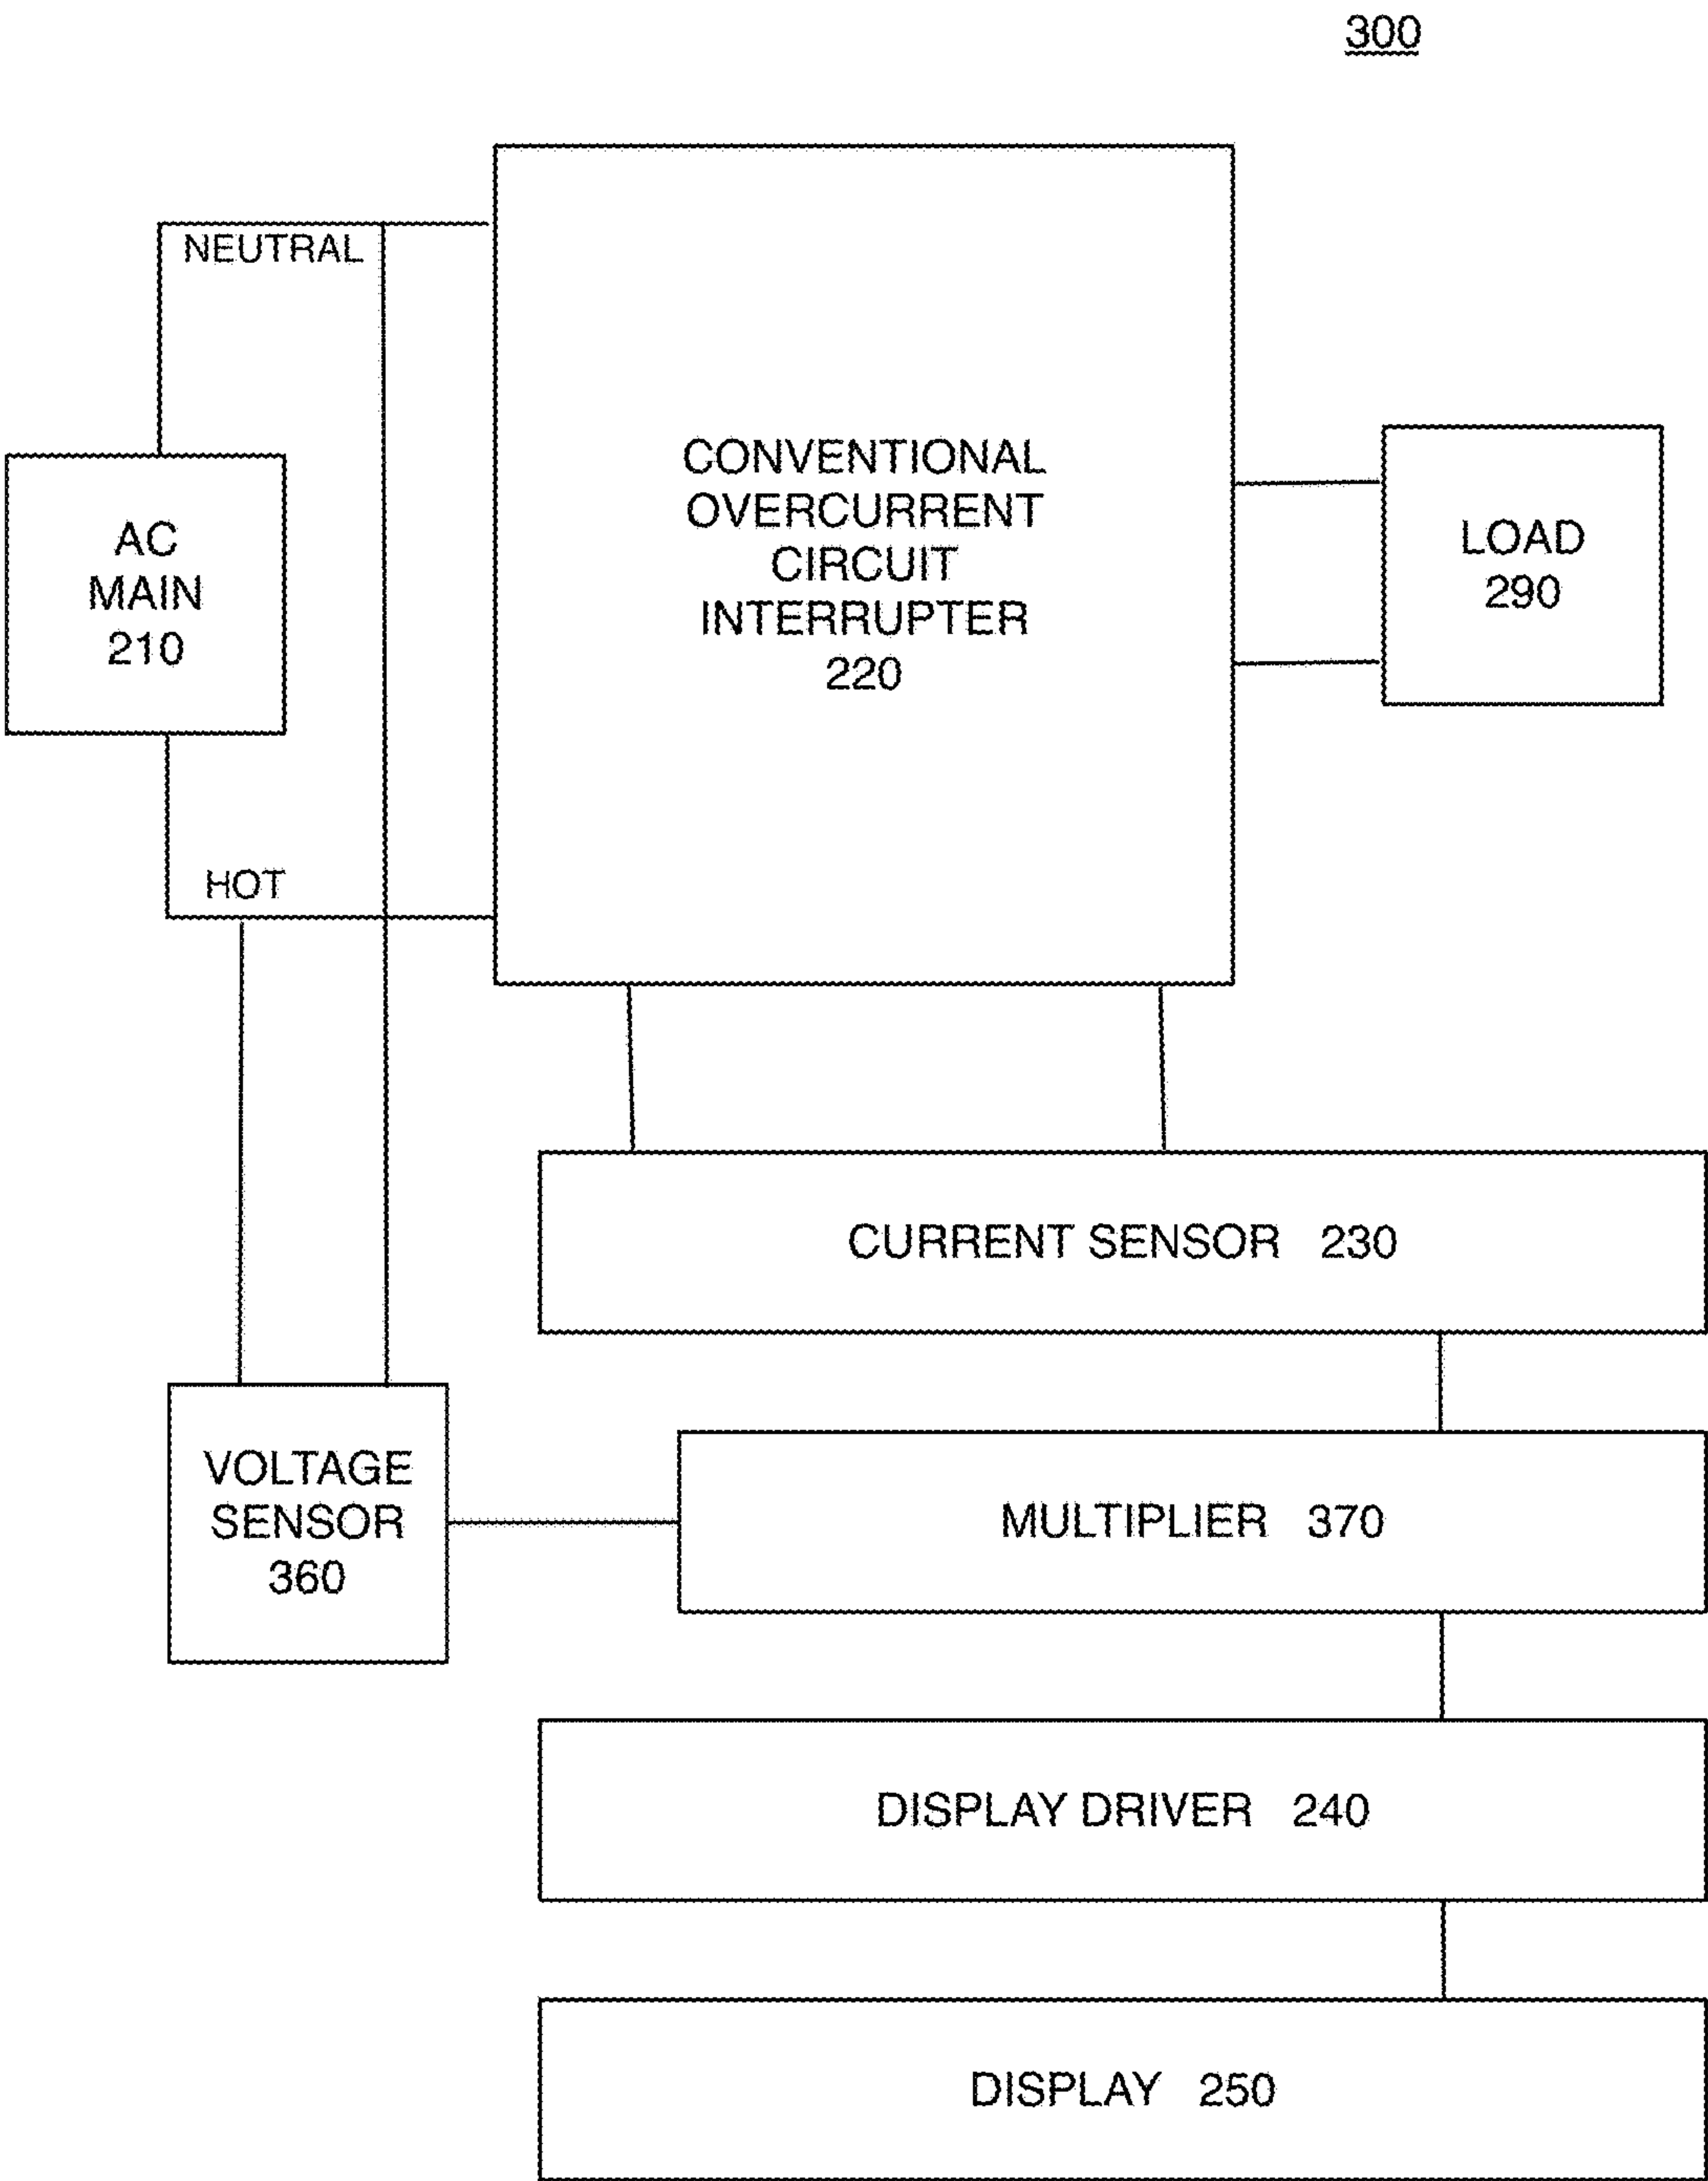 300
NEUTRAL
CONVENTIONAL
OVERCURRENT
CIRCUIT
INTERRUPTER
220
AC
MAIN
210
LOAD
290
HOT
CURRENT SENSOR 230
VOLTAGE
SENSOR
360
MULTIPLIER 370
DISPLAY DRIVER 240
DISPLAY 250